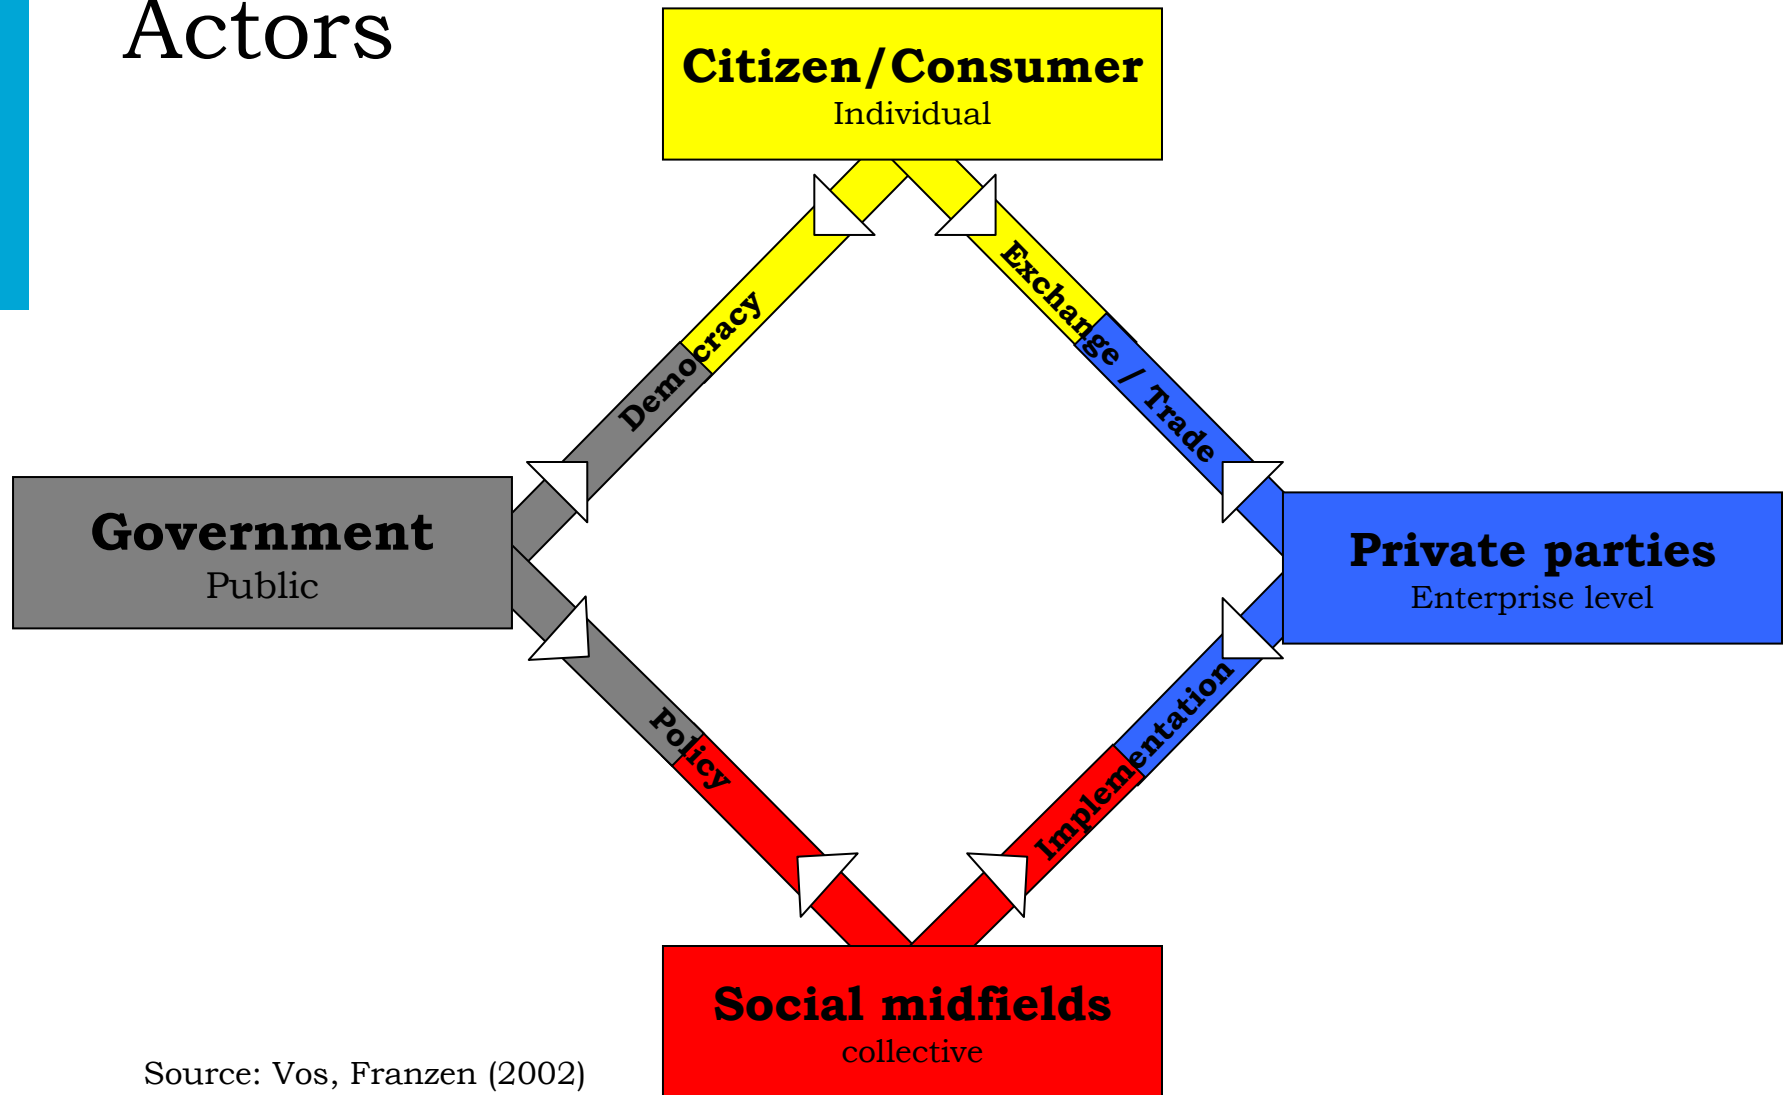 Actors
Citizen/Consumer
Individual
Democracy
Exchange / Trade
Government
Public
Private parties
Enterprise level
Policy
Implementation
Social midfields
collective
Source: Vos, Franzen (2002)